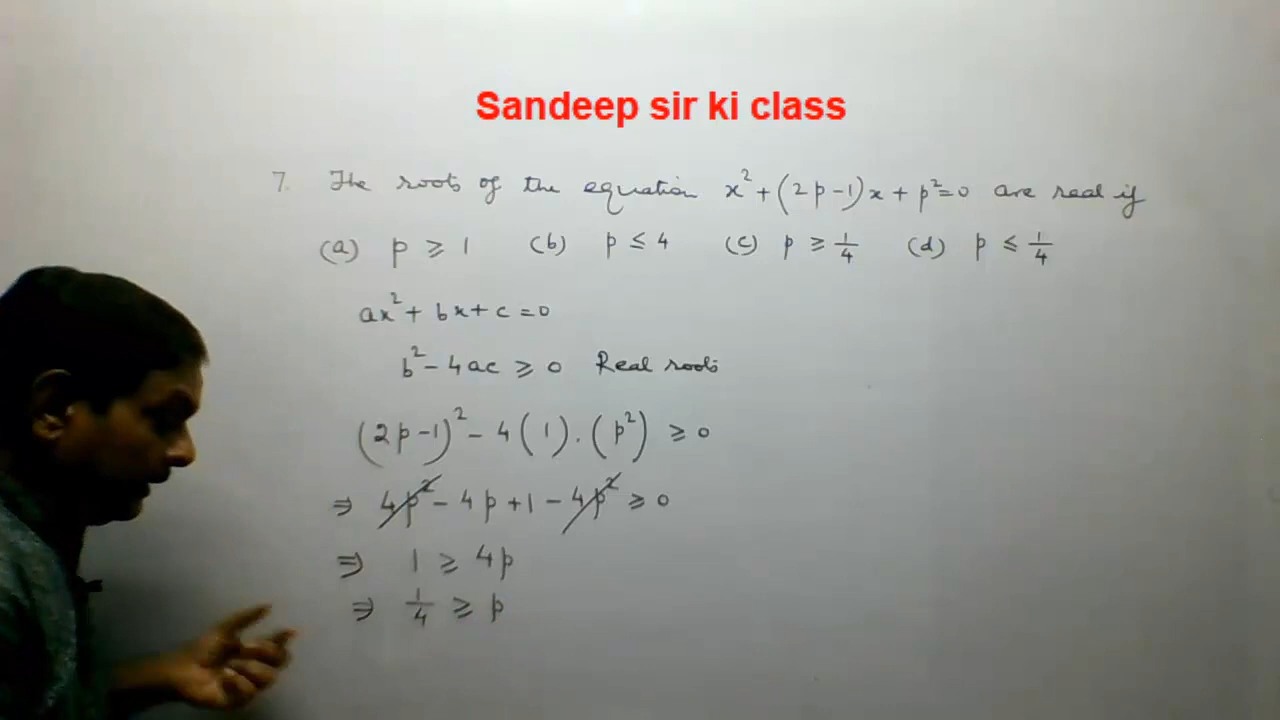 Sandeep sir ki class
7. The roots of the equation x² + (2p-1)x + p² = 0 are real if
(a) p ≥ 1 (b) p ≤ 4 (c) p ≥ 1/4 (d) p ≤ 1/4
ax² + bx + c = 0
b² - 4ac ≥ 0 Real roots
(2p-1)² - 4(1).(p²) ≥ 0
⇒ 4p² - 4p + 1 - 4p² ≥ 0
⇒ 1 ≥ 4p
⇒ 1/4 ≥ p